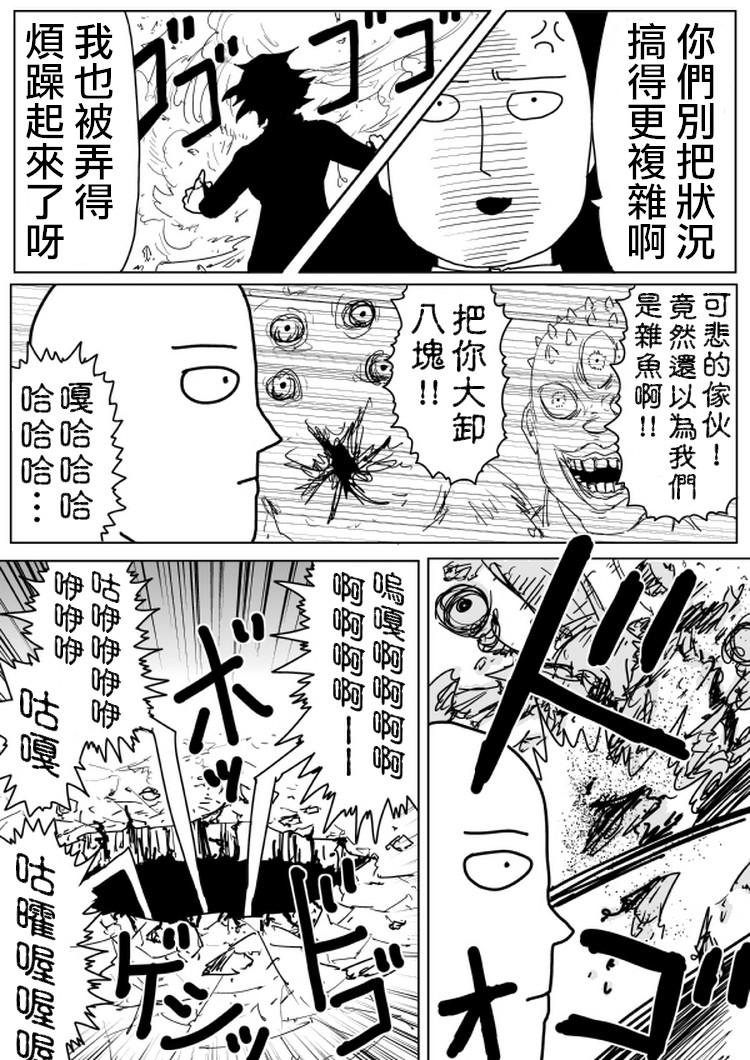 你們別把狀況
搞得更複雜啊
ゴゴゴゴ
我也被弄得
煩躁起來了呀
可悲的傢伙！
竟然還以為我們
是雜魚啊!!
把你大卸
八塊!!
嘎哈哈哈
哈哈哈…
ドゴォ
嗚嘎啊啊啊啊
啊啊啊啊——
ボゴッ
咕咿咿咿咿
咿咿咿
咕嘎
ドゴゲシッ
咕曜喔喔喔